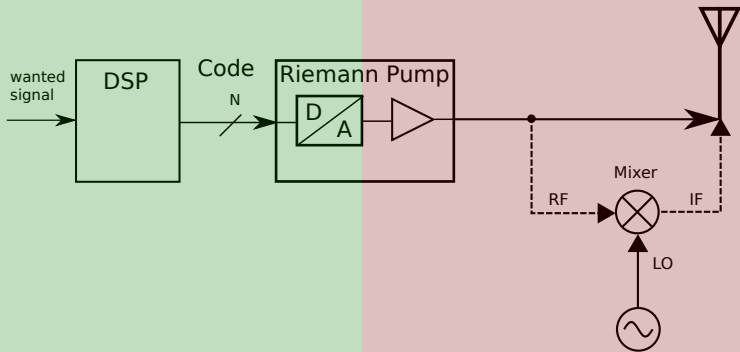 wanted
signal
DSP
Code
N
Riemann Pump
D
A
Mixer
RF
IF
LO